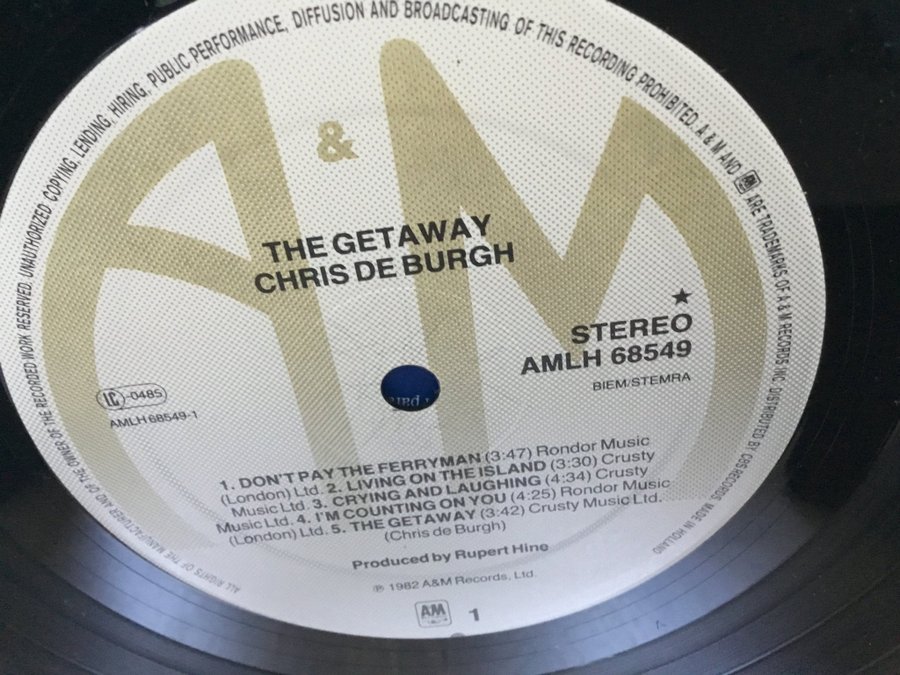 ALL RIGHTS OF THE MANUFACTURER AND OF THE OWNER OF THE RECORDED WORK RESERVED. UNAUTHORIZED COPYING, LENDING, HIRING, PUBLIC PERFORMANCE, DIFFUSION AND BROADCASTING OF THIS RECORDING PROHIBITED. A & M AND AM ARE TRADEMARKS OF A & M RECORDS INC. DISTRIBUTED BY CBS RECORDS. MADE IN HOLLAND
A & M
THE GETAWAY
CHRIS DE BURGH
STEREO
AMLH 68549
BIEM/STEMRA
LC-0485
AMLH 68549-1
1. DON'T PAY THE FERRYMAN (3:47) Rondor Music
(London) Ltd. 2. LIVING ON THE ISLAND (3:30) Crusty
Music Ltd. 3. CRYING AND LAUGHING (4:34) Crusty
Music Ltd. 4. I'M COUNTING ON YOU (4:25) Rondor Music
(London) Ltd. 5. THE GETAWAY (3:42) Crusty Music Ltd.
(Chris de Burgh)
Produced by Rupert Hine
℗ 1982 A&M Records, Ltd.
AM 1